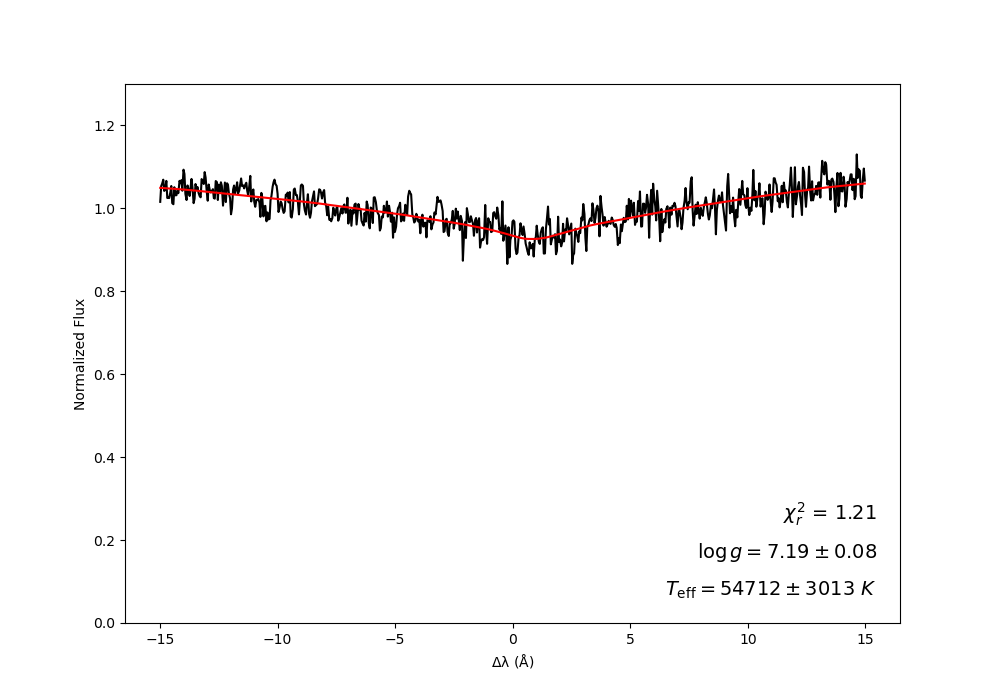 1.2
1.0
0.8
0.6
0.4
0.2
0.0
Normalized Flux
χ²ᵣ = 1.21
log g = 7.19 ± 0.08
T_eff = 54712 ± 3013 K
−15 −10 −5 0 5 10 15
Δλ (Å)